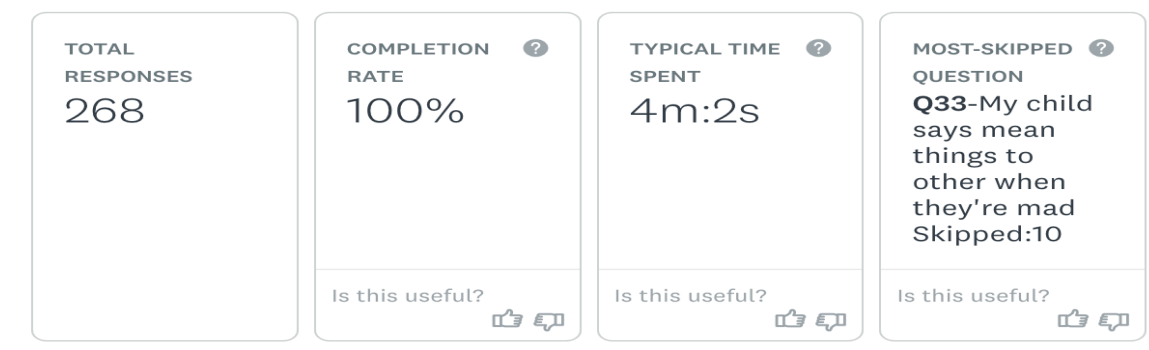 TOTAL
RESPONSES
268
COMPLETION
RATE
100%
Is this useful?
TYPICAL TIME
SPENT
4m:2s
Is this useful?
MOST-SKIPPED
QUESTION
Q33-My child
says mean
things to
other when
they're mad
Skipped:10
Is this useful?